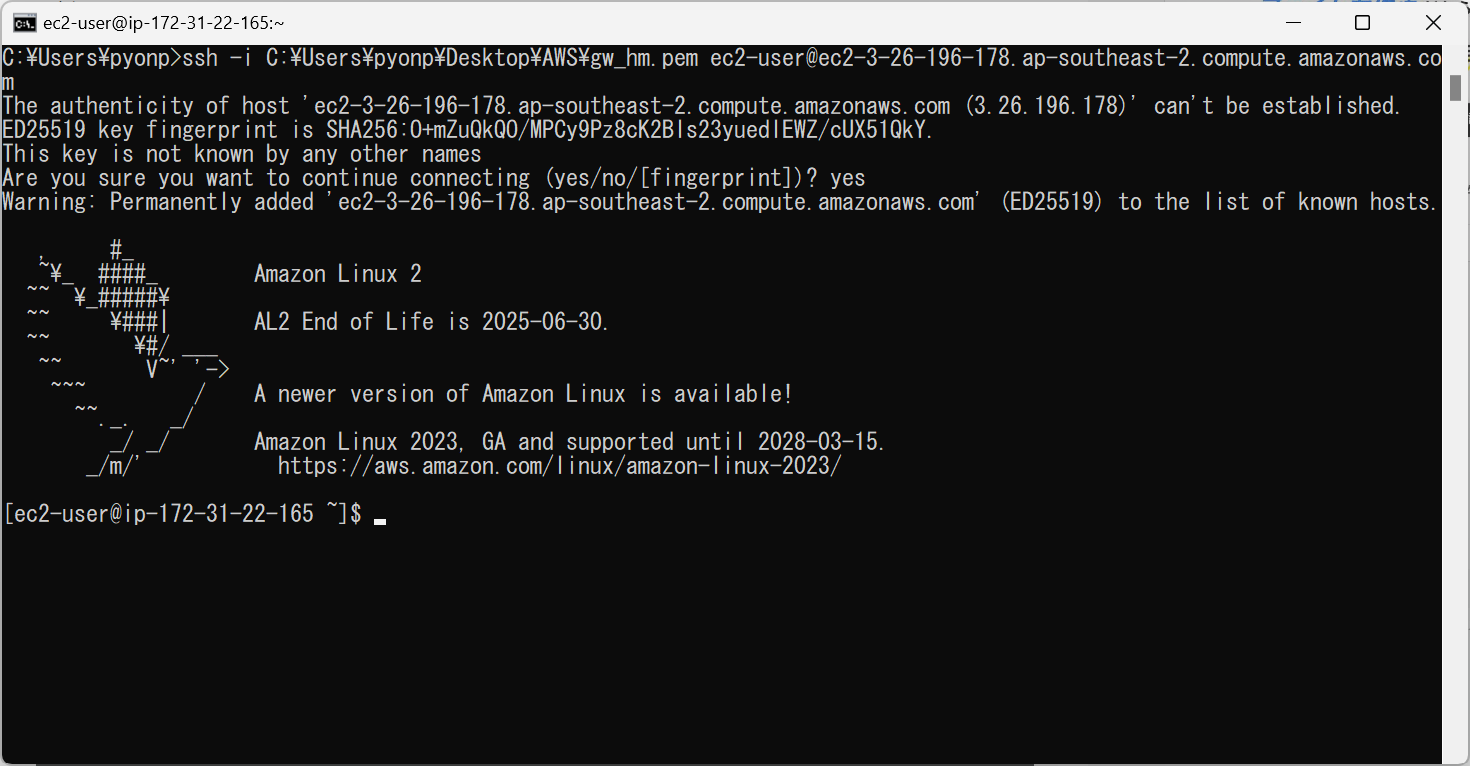 ec2-user@ip-172-31-22-165:~
C:¥Users¥pyonp>ssh -i C:¥Users¥pyonp¥Desktop¥AWS¥gw_hm.pem ec2-user@ec2-3-26-196-178.ap-southeast-2.compute.amazonaws.co
m
The authenticity of host 'ec2-3-26-196-178.ap-southeast-2.compute.amazonaws.com (3.26.196.178)' can't be established.
ED25519 key fingerprint is SHA256:O+mZuQkQO/MPCy9Pz8cK2Bls23yuedlEWZ/cUX51QkY.
This key is not known by any other names
Are you sure you want to continue connecting (yes/no/[fingerprint])? yes
Warning: Permanently added 'ec2-3-26-196-178.ap-southeast-2.compute.amazonaws.com' (ED25519) to the list of known hosts.
   ,     #_
   ~¥_  ####_        Amazon Linux 2
  ~~  ¥_#####¥
  ~~     ¥###|       AL2 End of Life is 2025-06-30.
  ~~       ¥#/ ___
   ~~       V~' '->
    ~~~         /    A newer version of Amazon Linux is available!
      ~~._.   _/
         _/ _/       Amazon Linux 2023, GA and supported until 2028-03-15.
       _/m/'           https://aws.amazon.com/linux/amazon-linux-2023/
[ec2-user@ip-172-31-22-165 ~]$